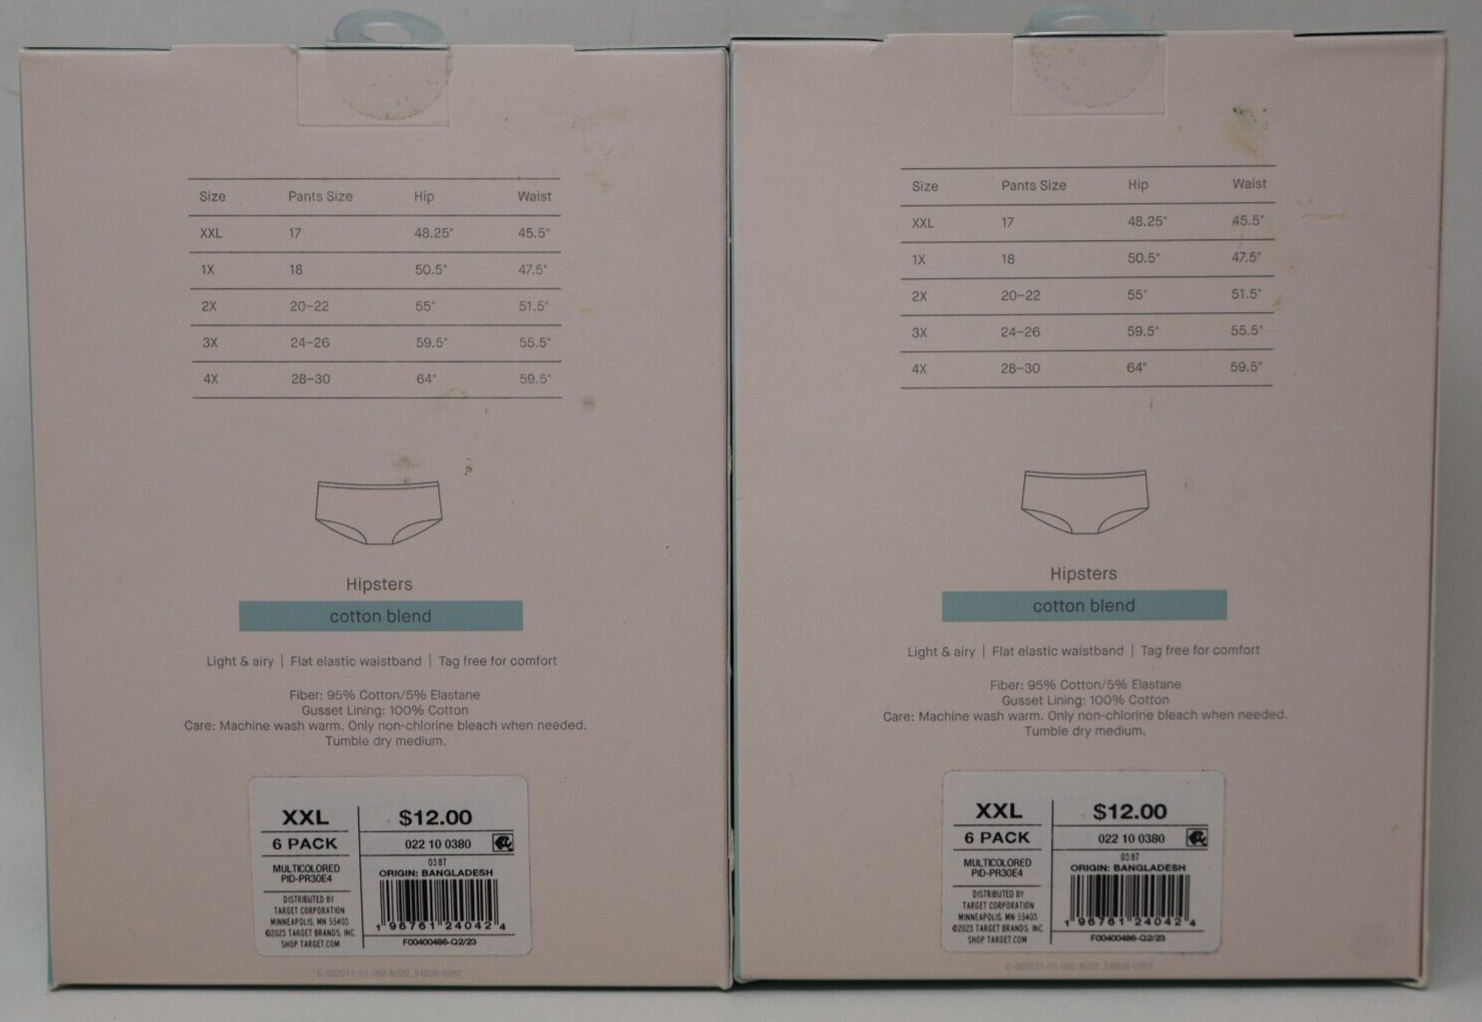 Size Pants Size Hip Waist
XXL 17 48.25" 45.5"
1X 18 50.5" 47.5"
2X 20–22 55" 51.5"
3X 24–26 59.5" 55.5"
4X 28–30 64" 59.5"
Hipsters
cotton blend
Light & airy | Flat elastic waistband | Tag free for comfort
Fiber: 95% Cotton/5% Elastane
Gusset Lining: 100% Cotton
Care: Machine wash warm. Only non-chlorine bleach when needed.
Tumble dry medium.
XXL
6 PACK
MULTICOLORED
PID-PR30E4
DISTRIBUTED BY
TARGET CORPORATION
MINNEAPOLIS, MN 55403
©2023 TARGET BRANDS, INC
SHOP TARGET.COM
$12.00
022 10 0380
0387
ORIGIN: BANGLADESH
1 96761 24042 4
F00400486-Q2/23
Size Pants Size Hip Waist
XXL 17 48.25" 45.5"
1X 18 50.5" 47.5"
2X 20–22 55" 51.5"
3X 24–26 59.5" 55.5"
4X 28–30 64" 59.5"
Hipsters
cotton blend
Light & airy | Flat elastic waistband | Tag free for comfort
Fiber: 95% Cotton/5% Elastane
Gusset Lining: 100% Cotton
Care: Machine wash warm. Only non-chlorine bleach when needed.
Tumble dry medium.
XXL
6 PACK
MULTICOLORED
PID-PR30E4
DISTRIBUTED BY
TARGET CORPORATION
MINNEAPOLIS, MN 55403
©2023 TARGET BRANDS, INC
SHOP TARGET.COM
$12.00
022 10 0380
0387
ORIGIN: BANGLADESH
1 96761 24042 4
F00400486-Q2/23